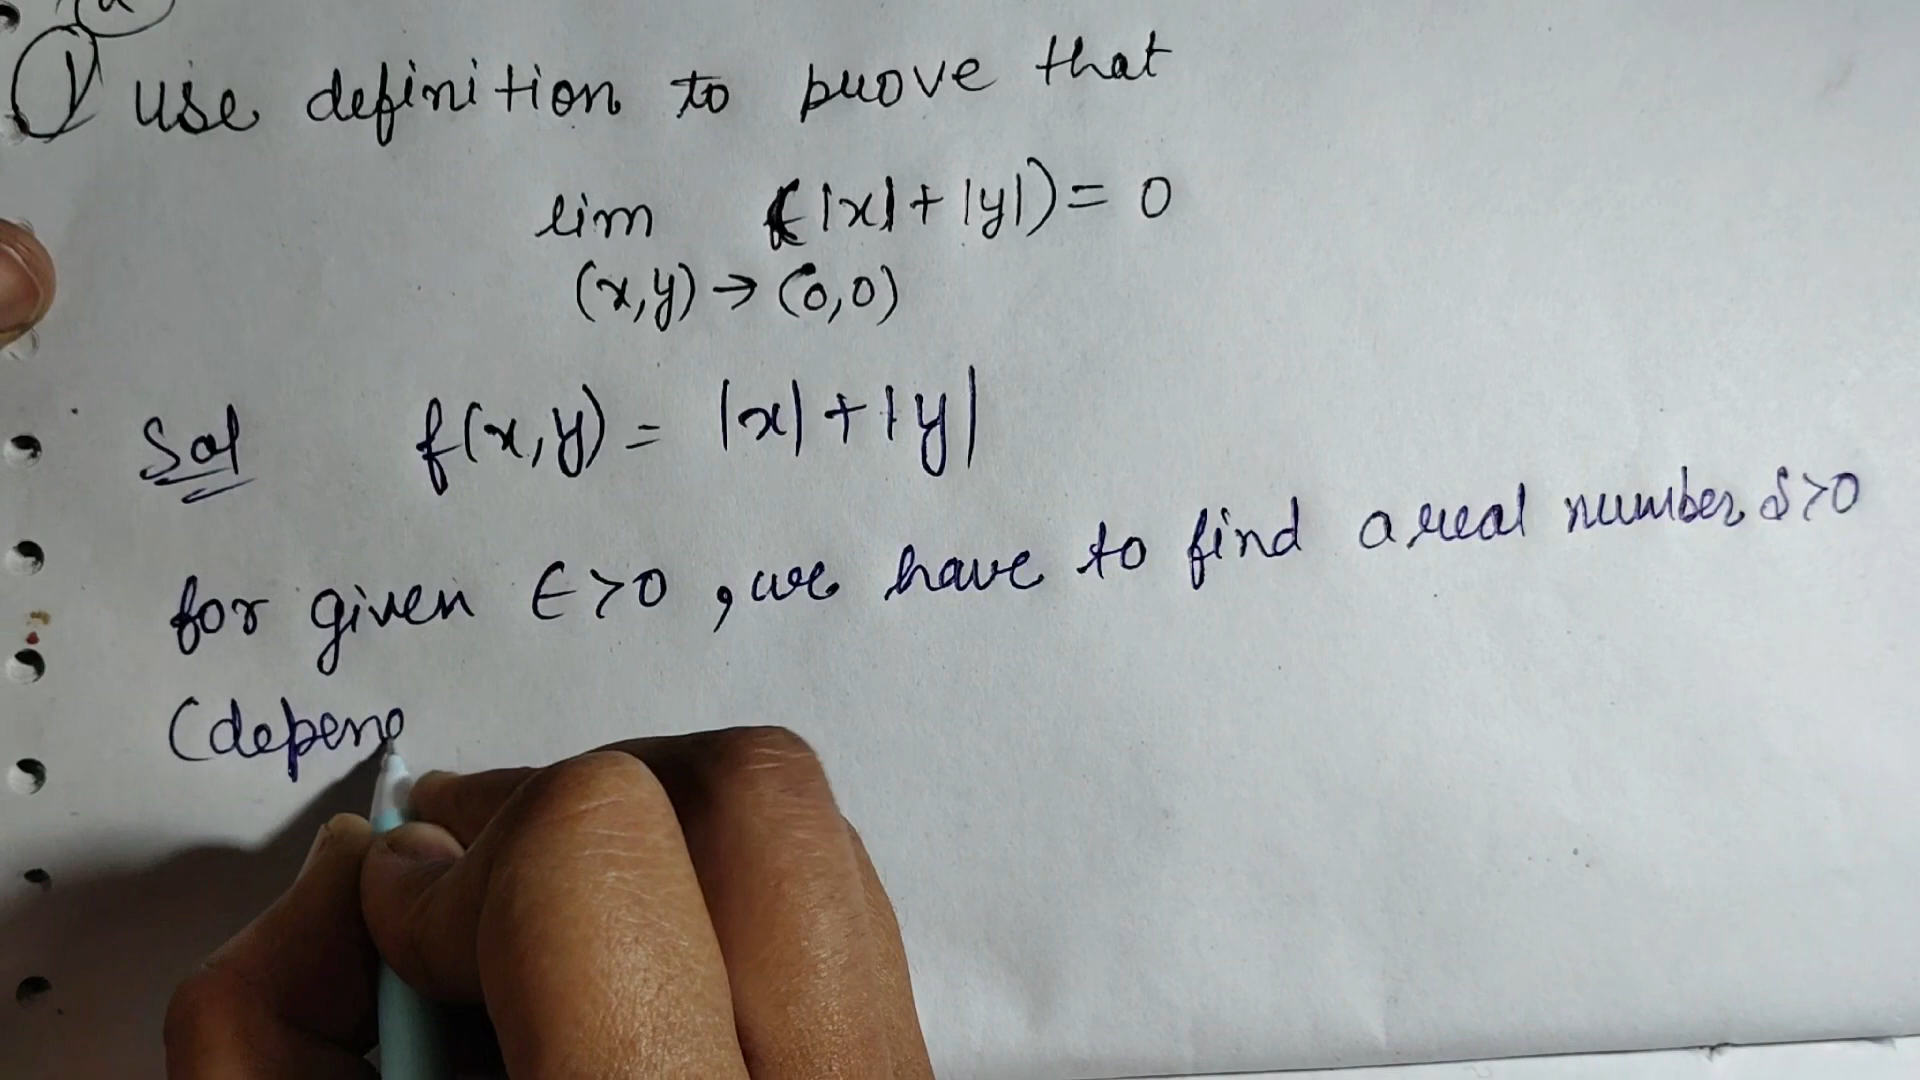 1 use definition to prove that
lim (|x|+|y|) = 0
(x,y)→(0,0)
Sol f(x,y) = |x|+|y|
for given ϵ>0, we have to find a real number δ>0
(depend